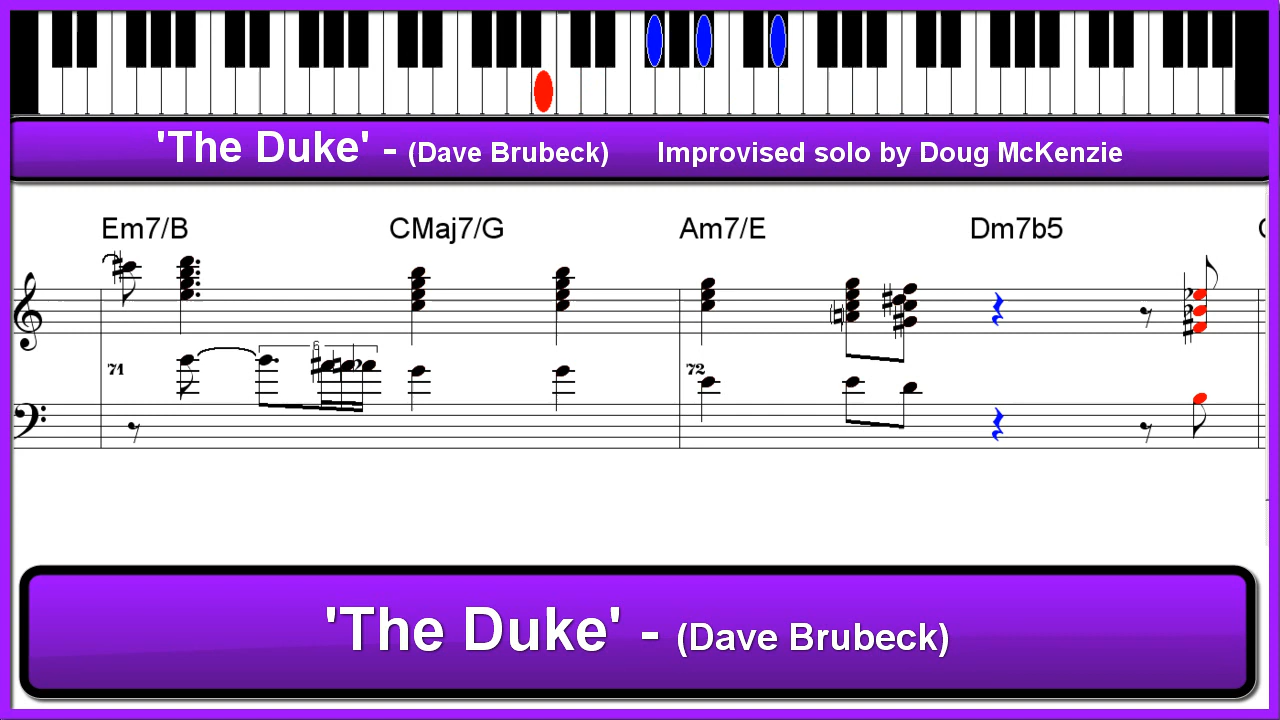 'The Duke' - (Dave Brubeck) Improvised solo by Doug McKenzie
Em7/B CMaj7/G Am7/E Dm7b5
6
71 72
'The Duke' - (Dave Brubeck)